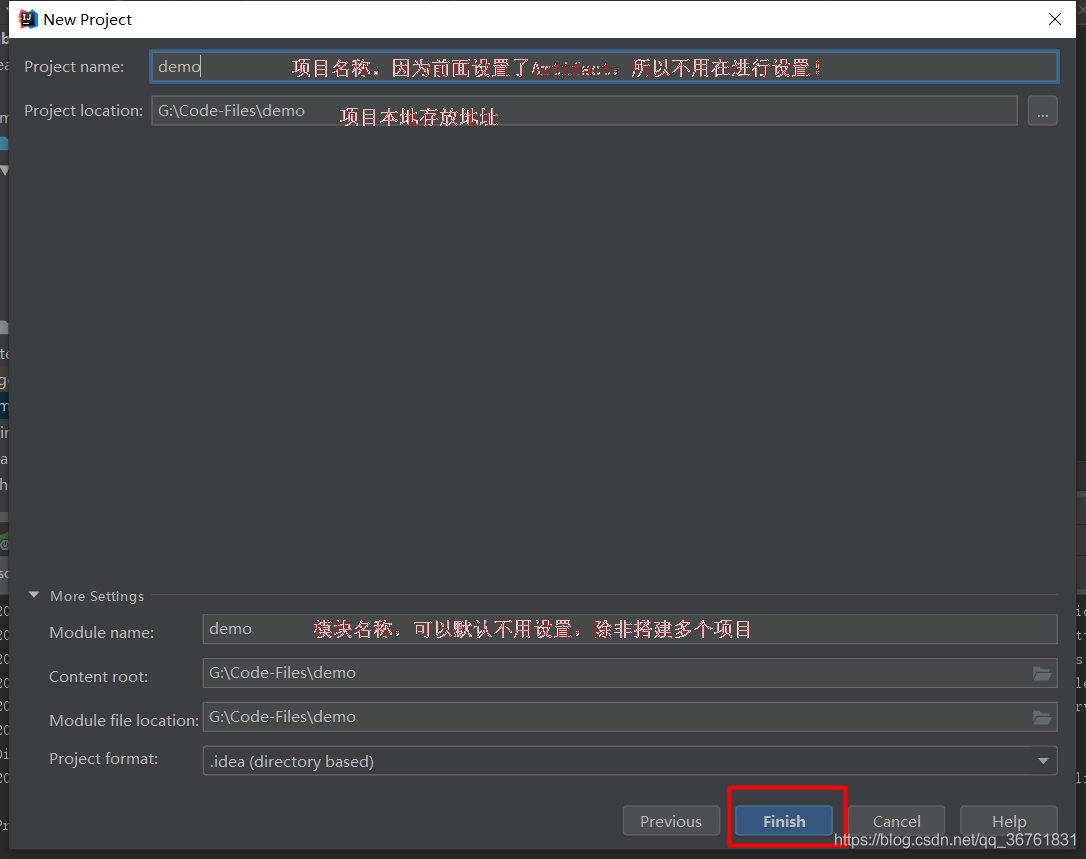 New Project
Project name: demo 项目名称。因为前面设置了Artifact，所以不用在进行设置！
Project location: G:\Code-Files\demo 项目本地存放地址
...
More Settings
Module name: demo 模块名称，可以默认不用设置，除非搭建多个项目
Content root: G:\Code-Files\demo
Module file location: G:\Code-Files\demo
Project format: .idea (directory based)
Previous Finish Cancel Help
https://blog.csdn.net/qq_36761831